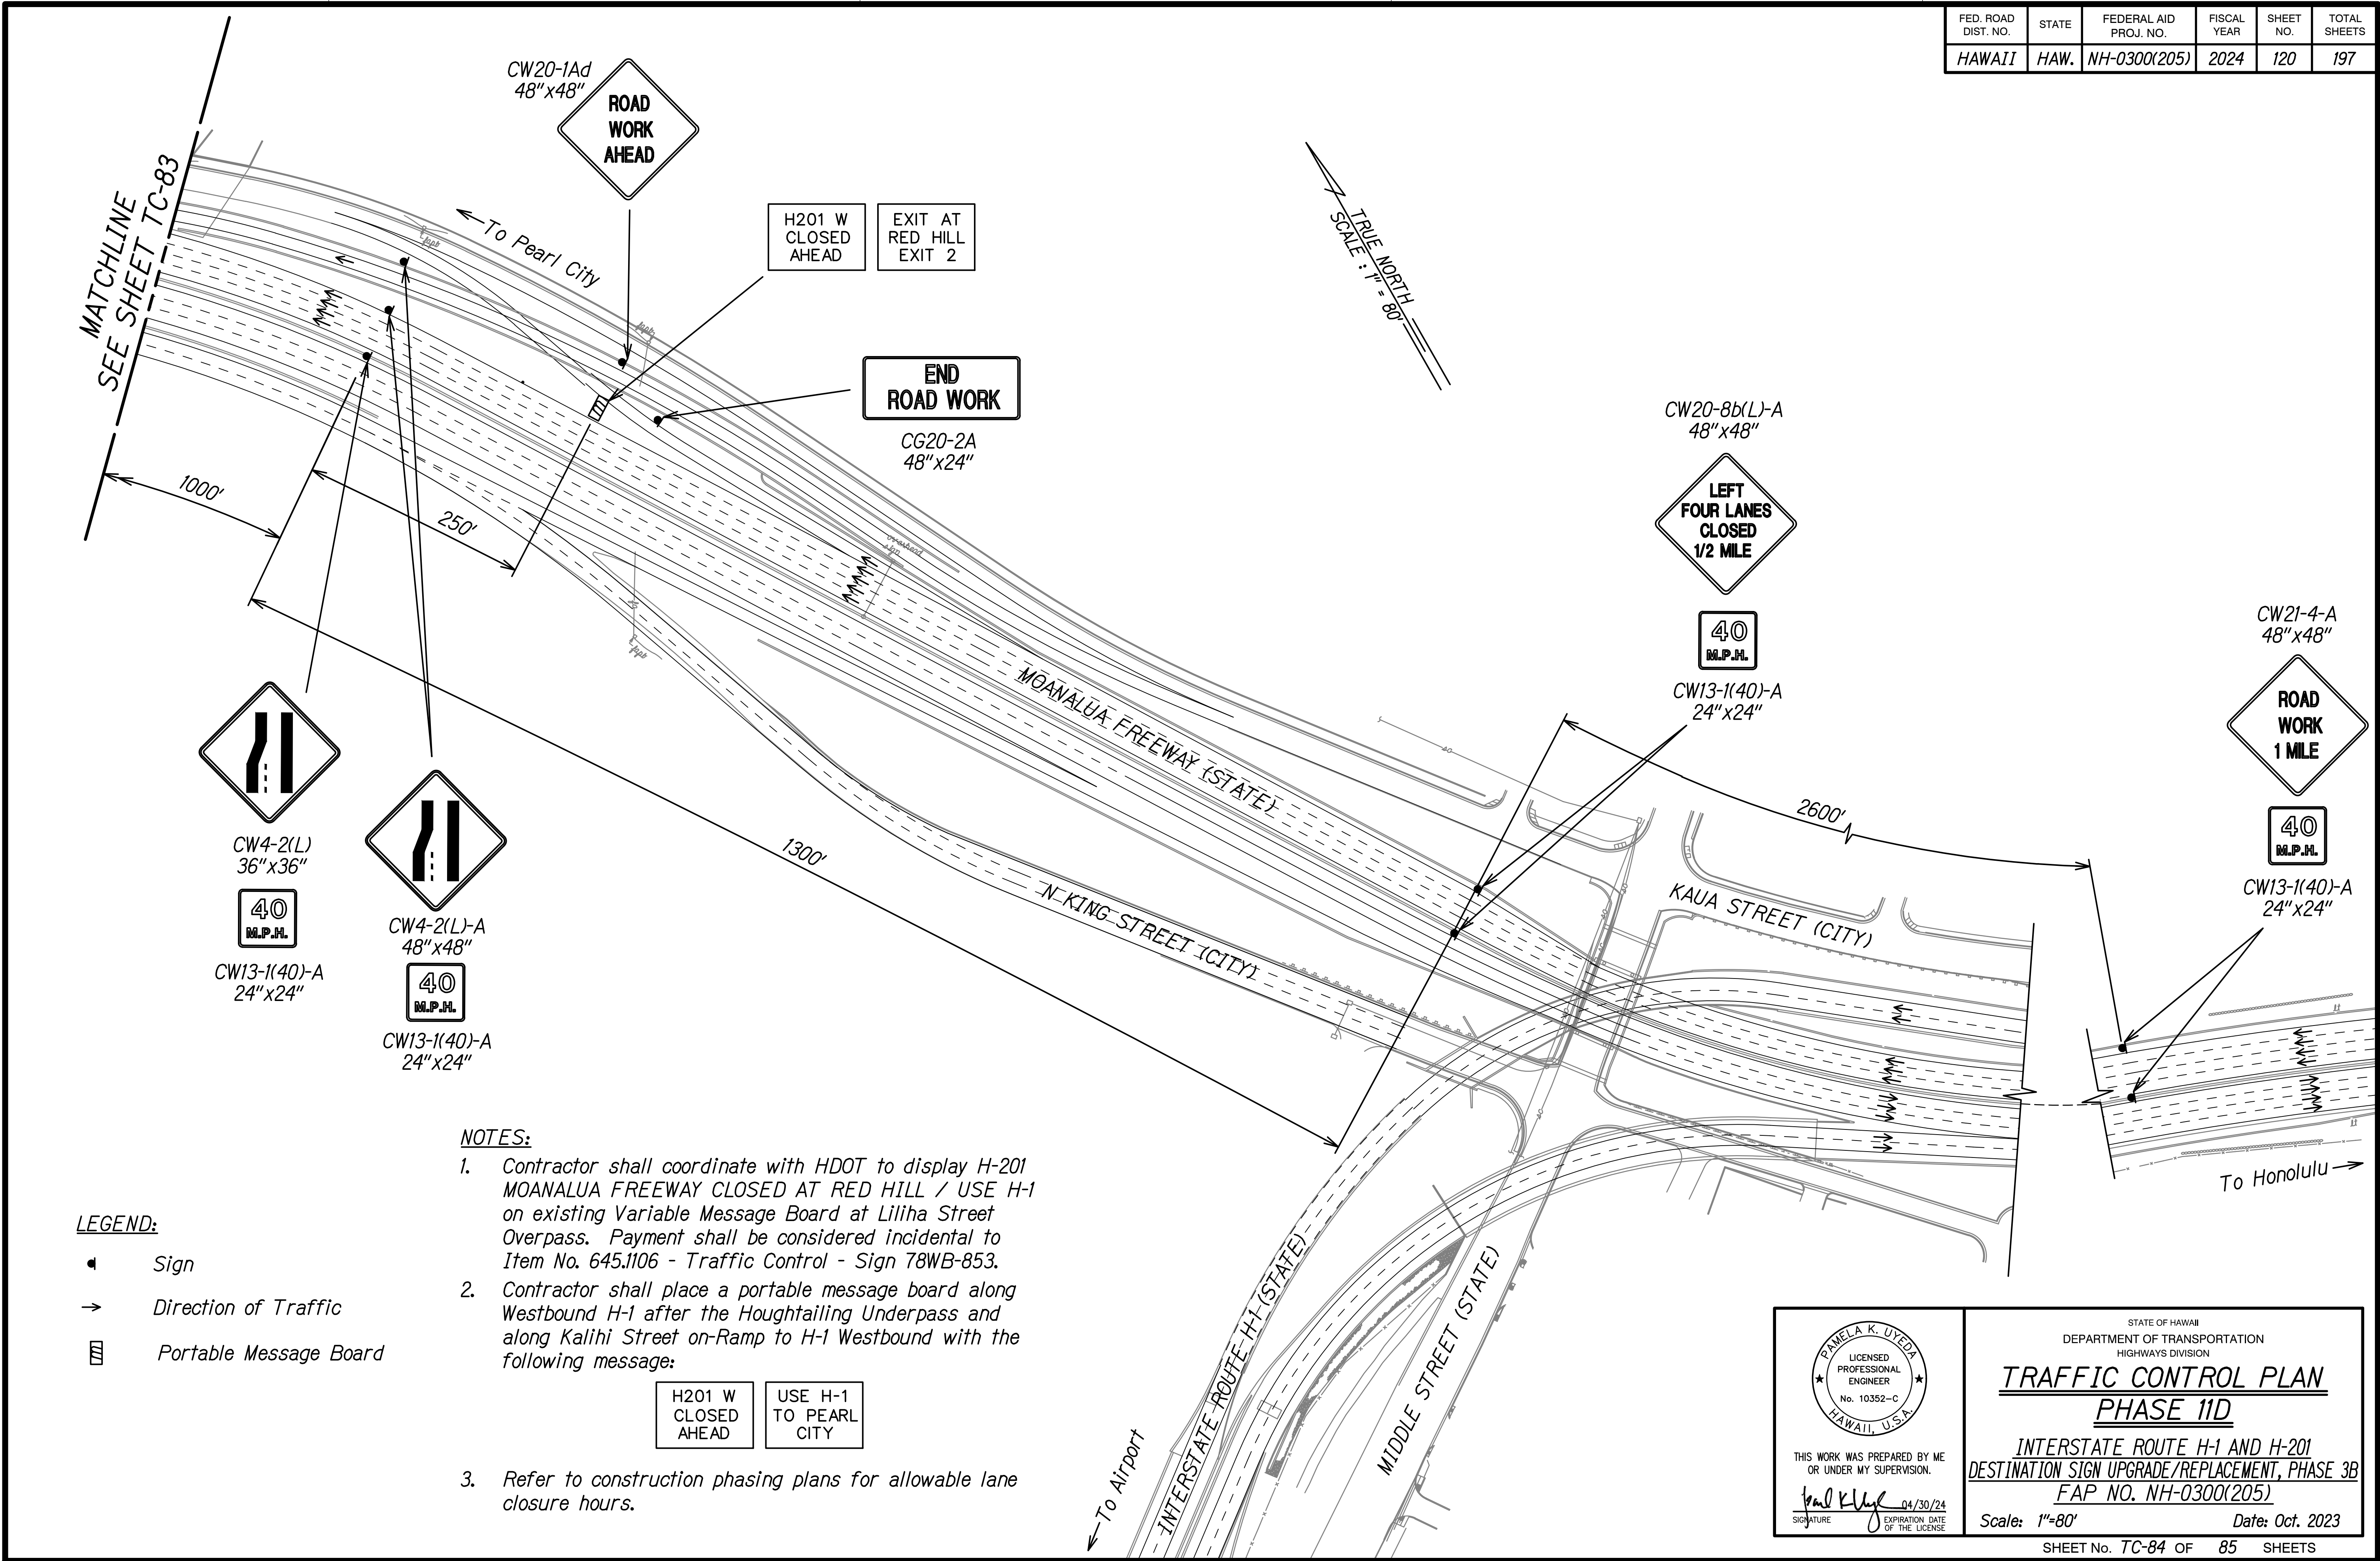 FED. ROAD DIST. NO. STATE FEDERAL AID PROJ. NO. FISCAL YEAR SHEET NO. TOTAL SHEETS
HAWAII HAW. NH-0300(205) 2024 120 197
CW20-1Ad
48"x48"
ROAD
WORK
AHEAD
MATCHLINE
SEE SHEET TC-83
To Pearl City
H201 W
CLOSED
AHEAD
EXIT AT
RED HILL
EXIT 2
TRUE NORTH
SCALE : 1" = 80'
END
ROAD WORK
CG20-2A
48"x24"
1000'
250'
overhead
sign
CW20-8b(L)-A
48"x48"
LEFT
FOUR LANES
CLOSED
1/2 MILE
40
M.P.H.
CW13-1(40)-A
24"x24"
CW21-4-A
48"x48"
ROAD
WORK
1 MILE
40
M.P.H.
CW13-1(40)-A
24"x24"
MOANALUA FREEWAY (STATE)
2600'
1300'
N KING STREET (CITY)
KAUA STREET (CITY)
CW4-2(L)
36"x36"
40
M.P.H.
CW13-1(40)-A
24"x24"
CW4-2(L)-A
48"x48"
40
M.P.H.
CW13-1(40)-A
24"x24"
To Honolulu
INTERSTATE ROUTE H-1 (STATE)
MIDDLE STREET (STATE)
To Airport
LEGEND:
Sign
Direction of Traffic
Portable Message Board
NOTES:
1. Contractor shall coordinate with HDOT to display H-201
MOANALUA FREEWAY CLOSED AT RED HILL / USE H-1
on existing Variable Message Board at Liliha Street
Overpass. Payment shall be considered incidental to
Item No. 645.1106 - Traffic Control - Sign 78WB-853.
2. Contractor shall place a portable message board along
Westbound H-1 after the Houghtailing Underpass and
along Kalihi Street on-Ramp to H-1 Westbound with the
following message:
H201 W
CLOSED
AHEAD
USE H-1
TO PEARL
CITY
3. Refer to construction phasing plans for allowable lane
closure hours.
PAMELA K. UYEDA
LICENSED
PROFESSIONAL
ENGINEER
No. 10352-C
HAWAII, U.S.A.
THIS WORK WAS PREPARED BY ME
OR UNDER MY SUPERVISION.
04/30/24
SIGNATURE
EXPIRATION DATE
OF THE LICENSE
STATE OF HAWAII
DEPARTMENT OF TRANSPORTATION
HIGHWAYS DIVISION
TRAFFIC CONTROL PLAN
PHASE 11D
INTERSTATE ROUTE H-1 AND H-201
DESTINATION SIGN UPGRADE/REPLACEMENT, PHASE 3B
FAP NO. NH-0300(205)
Scale: 1"=80' Date: Oct. 2023
SHEET No. TC-84 OF 85 SHEETS